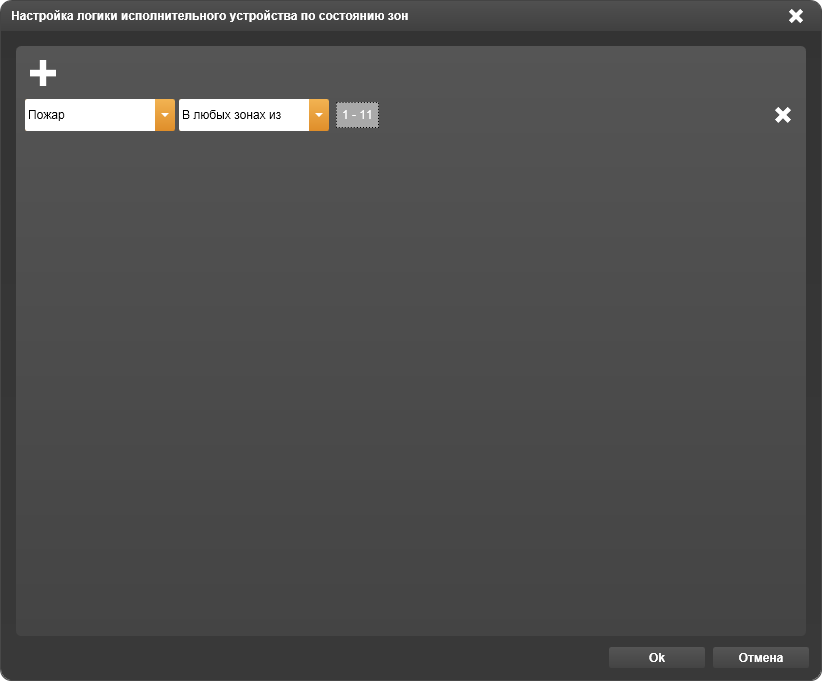 Настройка логики исполнительного устройства по состоянию зон
Пожар В любых зонах из 1 - 11
Ok Отмена